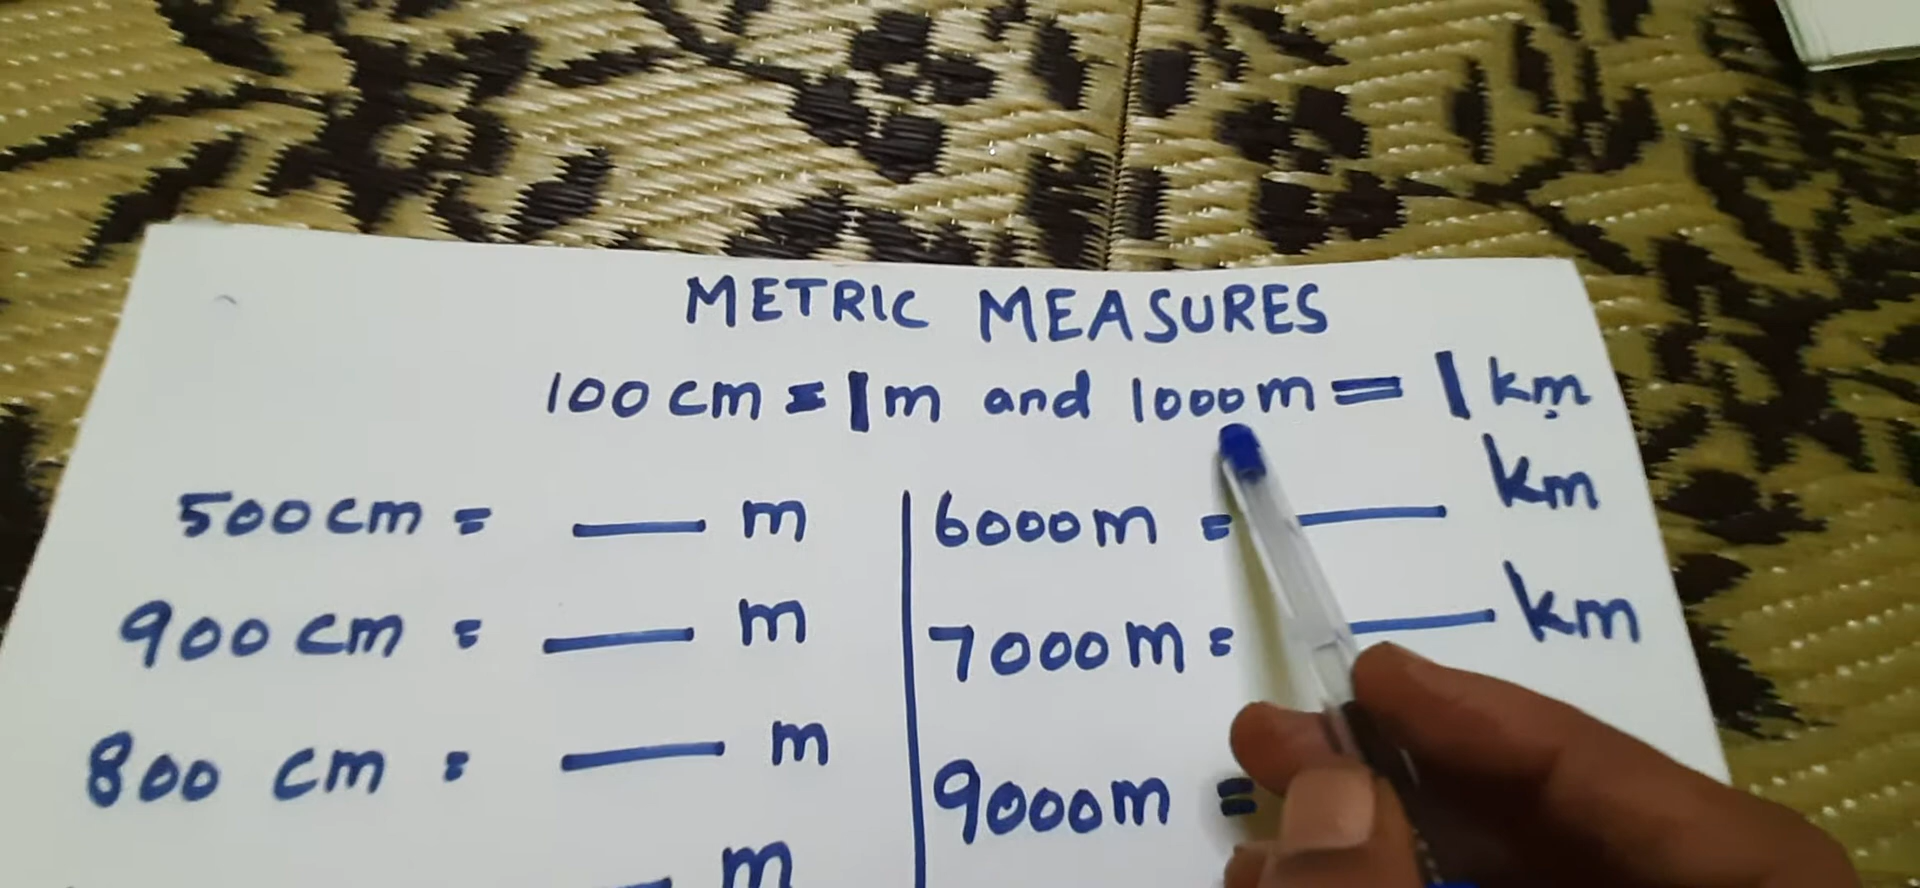 METRIC MEASURES
100 cm = 1 m and 1000 m = 1 km
500 cm = ___ m
900 cm = ___ m
800 cm = ___ m
m
6000 m = ___ km
7000 m = ___ km
9000 m =